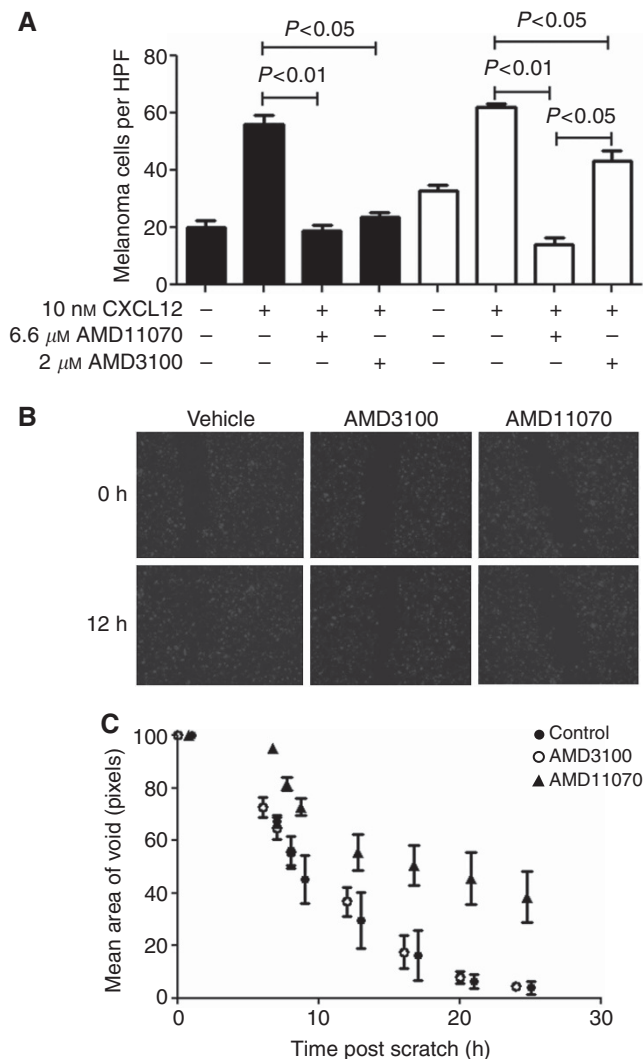 A
P<0.05
P<0.05
P<0.01
P<0.01
P<0.05
Melanoma cells per HPF
80
60
40
20
0
10 nM CXCL12 – + + + – + + +
6.6 μM AMD11070 – – + – – – + –
2 μM AMD3100 – – – + – – – +
B
Vehicle AMD3100 AMD11070
0 h
12 h
C
Control
AMD3100
AMD11070
Mean area of void (pixels)
100
80
60
40
20
0
0 10 20 30
Time post scratch (h)